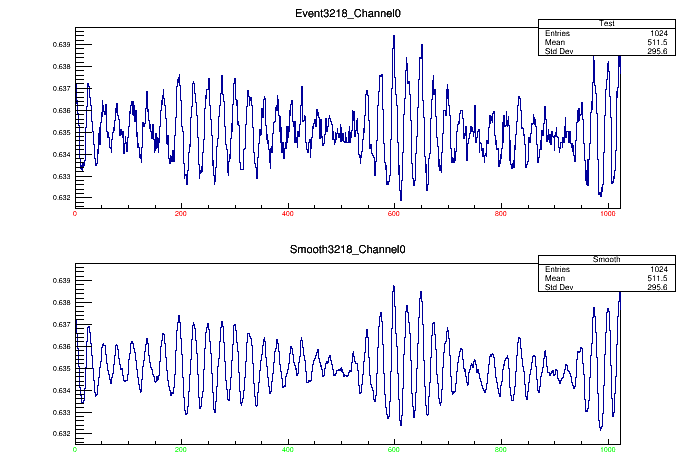 Event3218_Channel0
Test
Entries 1024
Mean 511.5
Std Dev 295.6
0.639
0.638
0.637
0.636
0.635
0.634
0.633
0.632
0 200 400 600 800 1000
Smooth3218_Channel0
Smooth
Entries 1024
Mean 511.5
Std Dev 295.6
0.639
0.638
0.637
0.636
0.635
0.634
0.633
0.632
0 200 400 600 800 1000